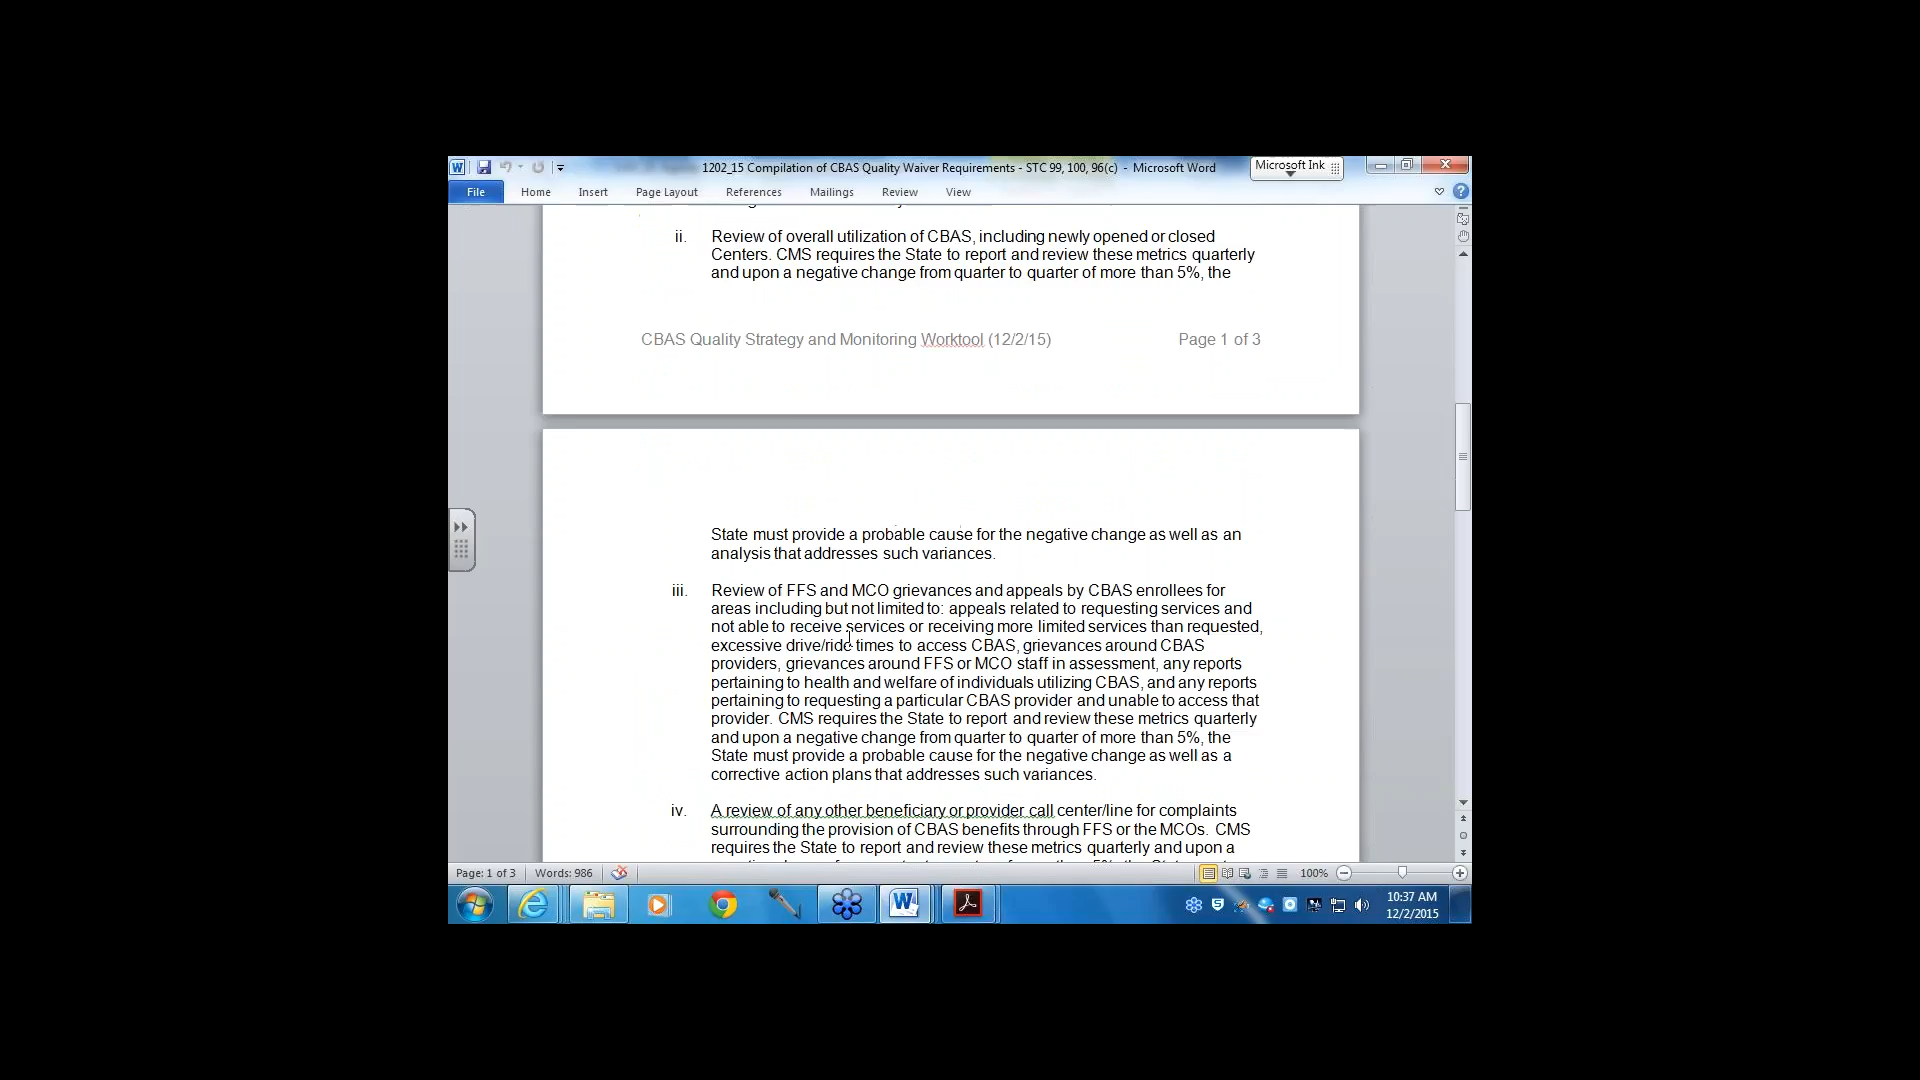 1202_15 Compilation of CBAS Quality Waiver Requirements - STC 99, 100, 96(c) - Microsoft Word
Microsoft Ink
File Home Insert Page Layout References Mailings Review View
ii. Review of overall utilization of CBAS, including newly opened or closed
Centers. CMS requires the State to report and review these metrics quarterly
and upon a negative change from quarter to quarter of more than 5%, the
CBAS Quality Strategy and Monitoring Worktool (12/2/15) Page 1 of 3
State must provide a probable cause for the negative change as well as an
analysis that addresses such variances.
iii. Review of FFS and MCO grievances and appeals by CBAS enrollees for
areas including but not limited to: appeals related to requesting services and
not able to receive services or receiving more limited services than requested,
excessive drive/ride times to access CBAS, grievances around CBAS
providers, grievances around FFS or MCO staff in assessment, any reports
pertaining to health and welfare of individuals utilizing CBAS, and any reports
pertaining to requesting a particular CBAS provider and unable to access that
provider. CMS requires the State to report and review these metrics quarterly
and upon a negative change from quarter to quarter of more than 5%, the
State must provide a probable cause for the negative change as well as a
corrective action plans that addresses such variances.
iv. A review of any other beneficiary or provider call center/line for complaints
surrounding the provision of CBAS benefits through FFS or the MCOs. CMS
requires the State to report and review these metrics quarterly and upon a
Page: 1 of 3 Words: 986 100%
10:37 AM
12/2/2015